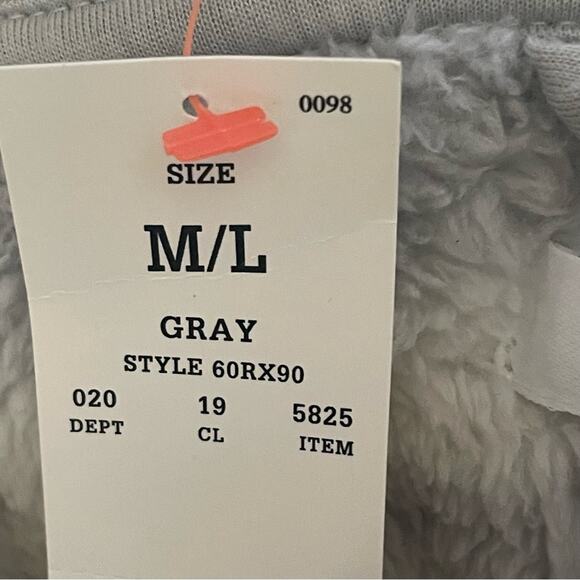 0098
SIZE
M/L
GRAY
STYLE 60RX90
020 19 5825
DEPT CL ITEM